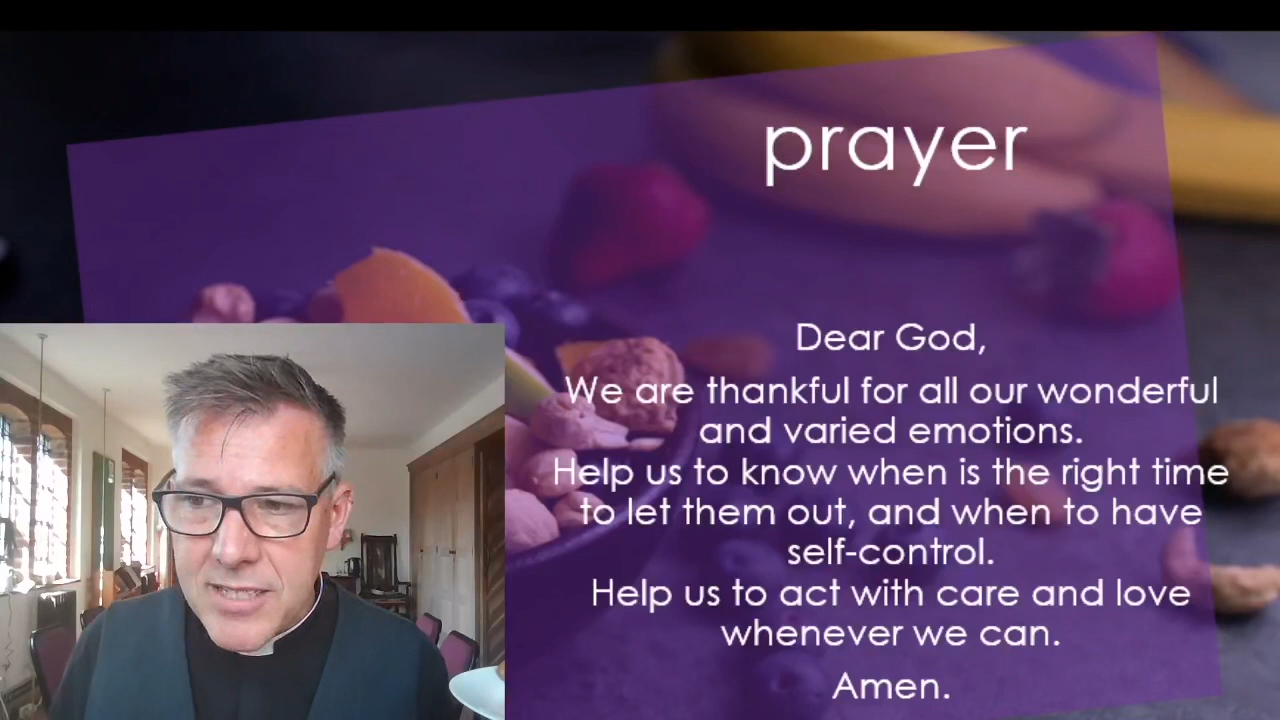 prayer
Dear God,
We are thankful for all our wonderful
and varied emotions.
Help us to know when is the right time
to let them out, and when to have
self-control.
Help us to act with care and love
whenever we can.
Amen.